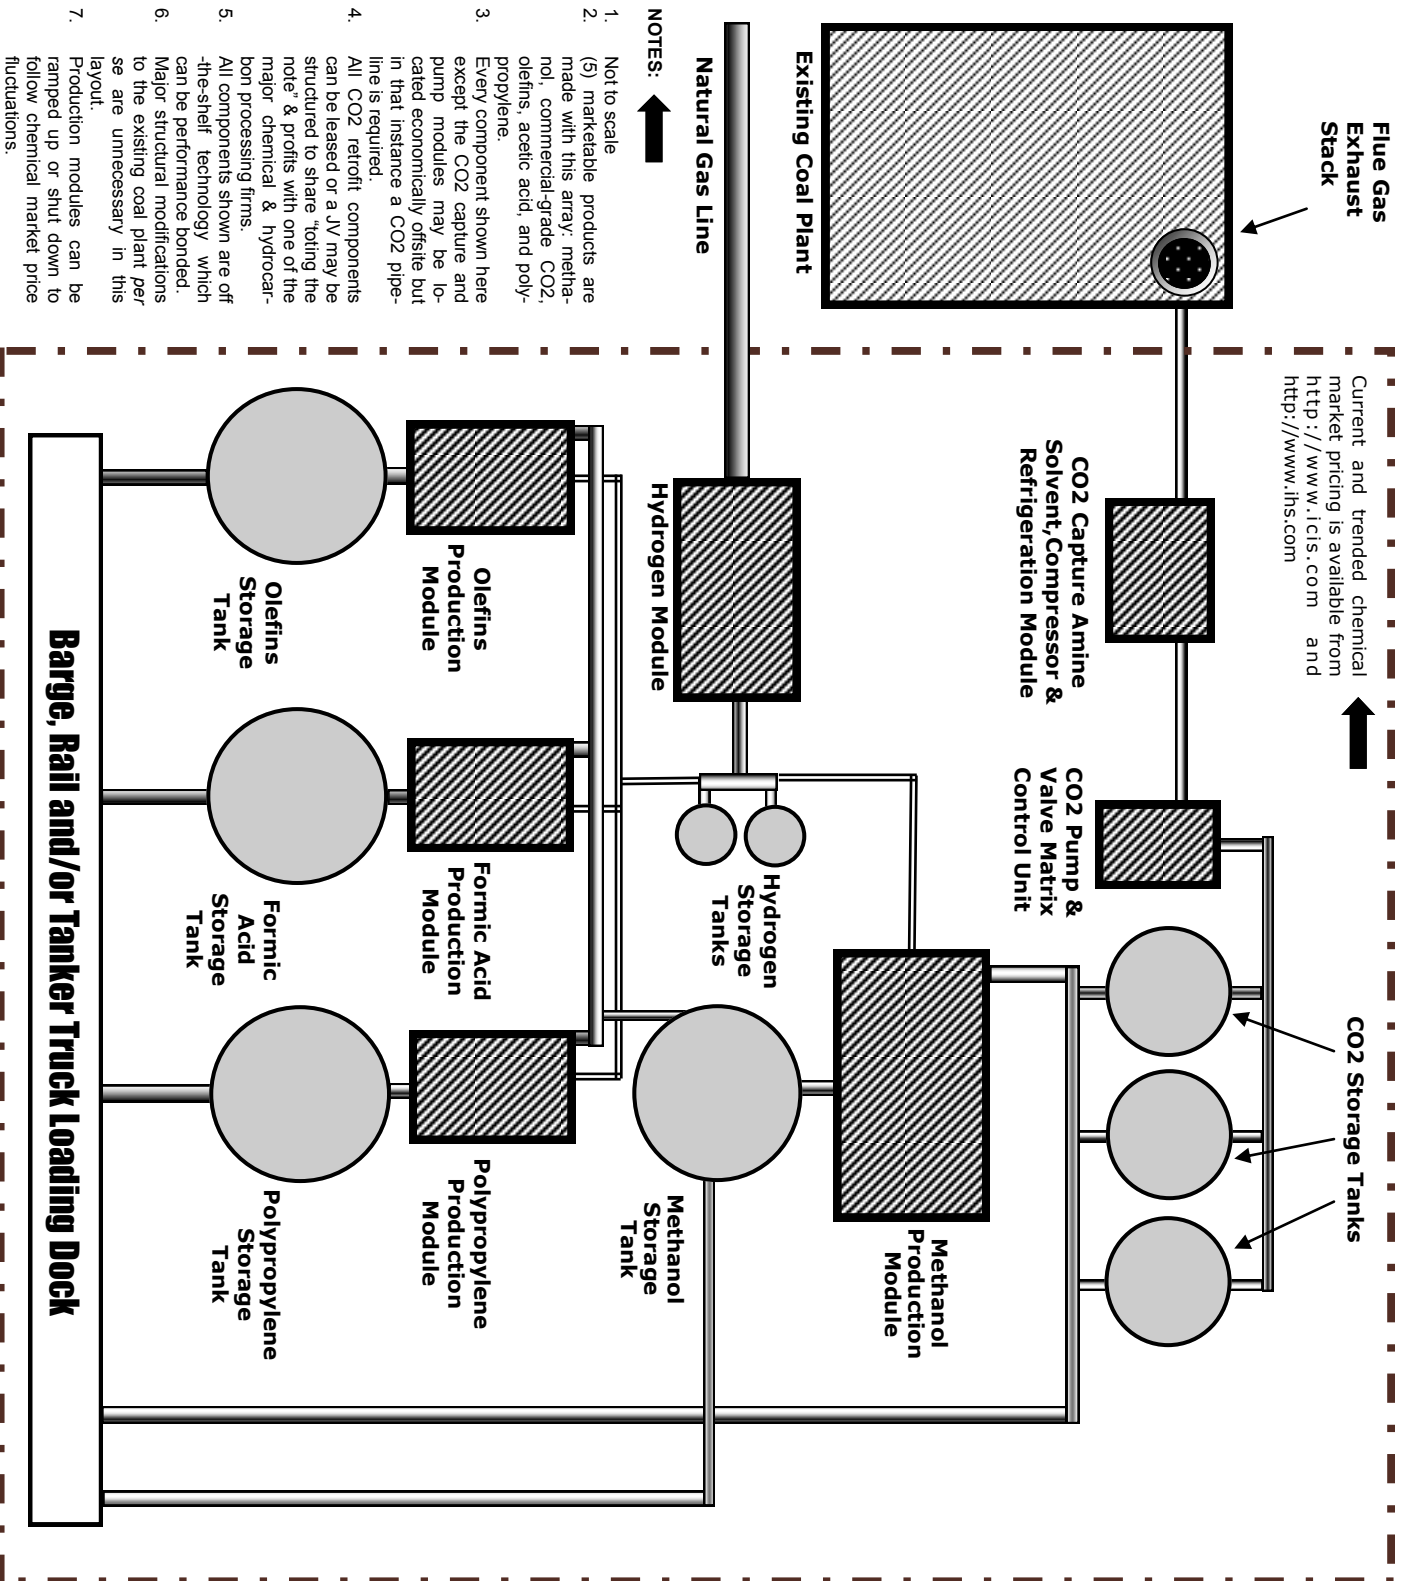 Flue Gas
Exhaust
Stack
Existing Coal Plant
Natural Gas Line
NOTES:
1. Not to scale
2. (5) marketable products are
made with this array: metha-
nol, commercial-grade CO2,
olefins, acetic acid, and poly-
propylene.
3. Every component shown here
except the CO2 capture and
pump modules may be lo-
cated economically offsite but
in that instance a CO2 pipe-
line is required.
4. All CO2 retrofit components
can be leased or a JV may be
structured to share “toting the
note” & profits with one of the
major chemical & hydrocar-
bon processing firms.
5. All components shown are off
-the-shelf technology which
can be performance bonded.
6. Major structural modifications
to the existing coal plant per
se are unnecessary in this
layout.
7. Production modules can be
ramped up or shut down to
follow chemical market price
fluctuations.
Current and trended chemical
market pricing is available from
http://www.icis.com and
http://www.ihs.com
CO2 Capture Amine
Solvent,Compressor &
Refrigeration Module
CO2 Pump &
Valve Matrix
Control Unit
CO2 Storage Tanks
Hydrogen Module
Hydrogen
Storage
Tanks
Methanol
Production
Module
Methanol
Storage
Tank
Olefins
Production
Module
Formic Acid
Production
Module
Polypropylene
Production
Module
Olefins
Storage
Tank
Formic
Acid
Storage
Tank
Polypropylene
Storage
Tank
Barge, Rail and/or Tanker Truck Loading Dock